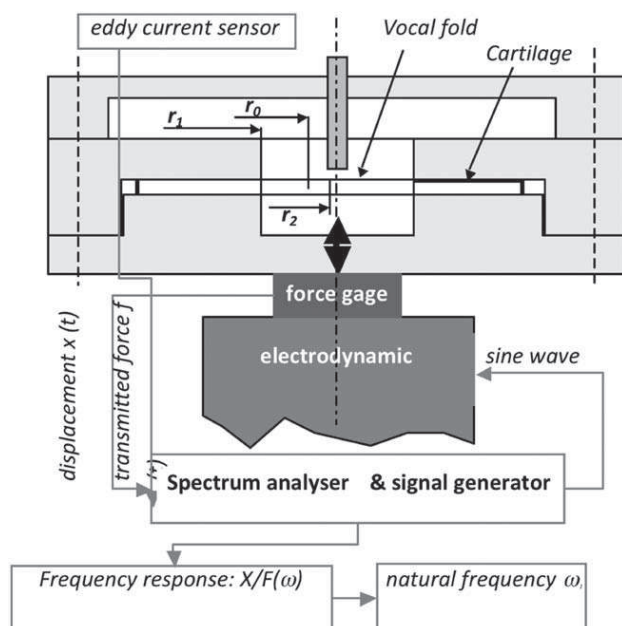 eddy current sensor
Vocal fold
Cartilage
r₀
r₁
r₂
force gage
electrodynamic
sine wave
displacement x (t)
transmitted force f
Spectrum analyser & signal generator
Frequency response: X/F(ω)
natural frequency ω